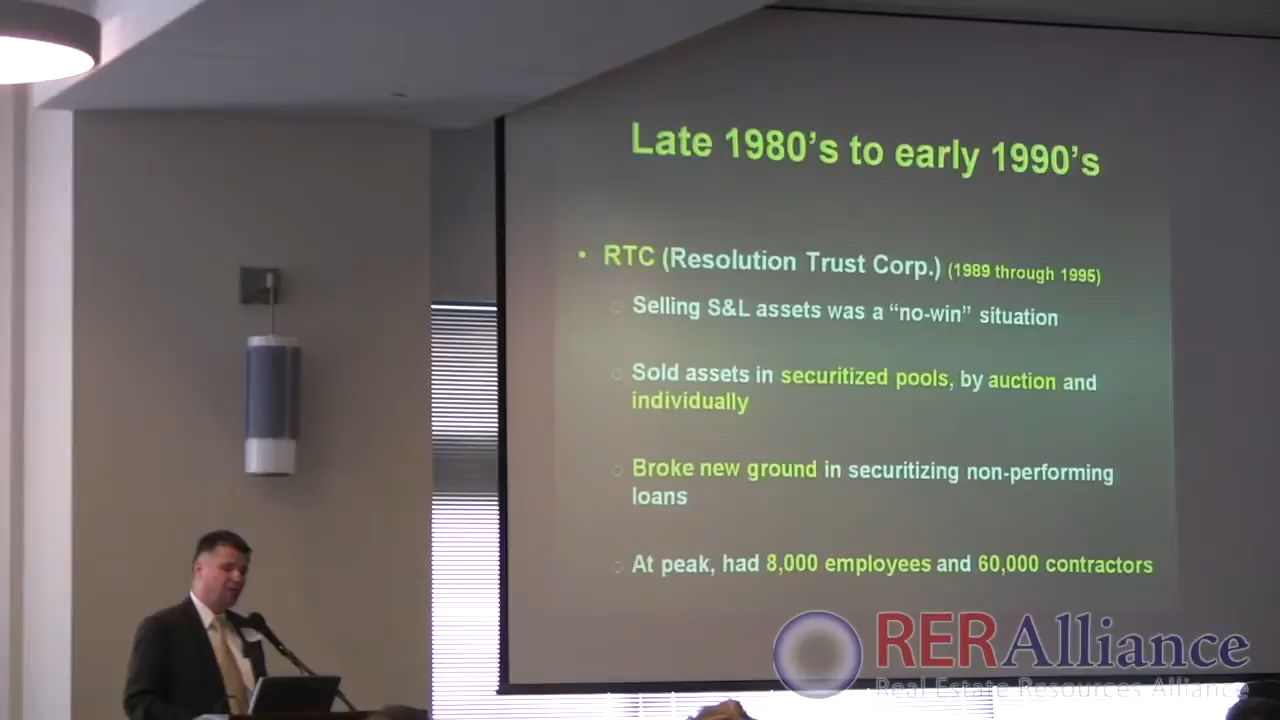 Late 1980's to early 1990's
• RTC (Resolution Trust Corp.) (1989 through 1995)
○ Selling S&L assets was a “no-win” situation
○ Sold assets in securitized pools, by auction and
individually
○ Broke new ground in securitizing non-performing
loans
○ At peak, had 8,000 employees and 60,000 contractors
RERAlliance
Real Estate Resources Alliance